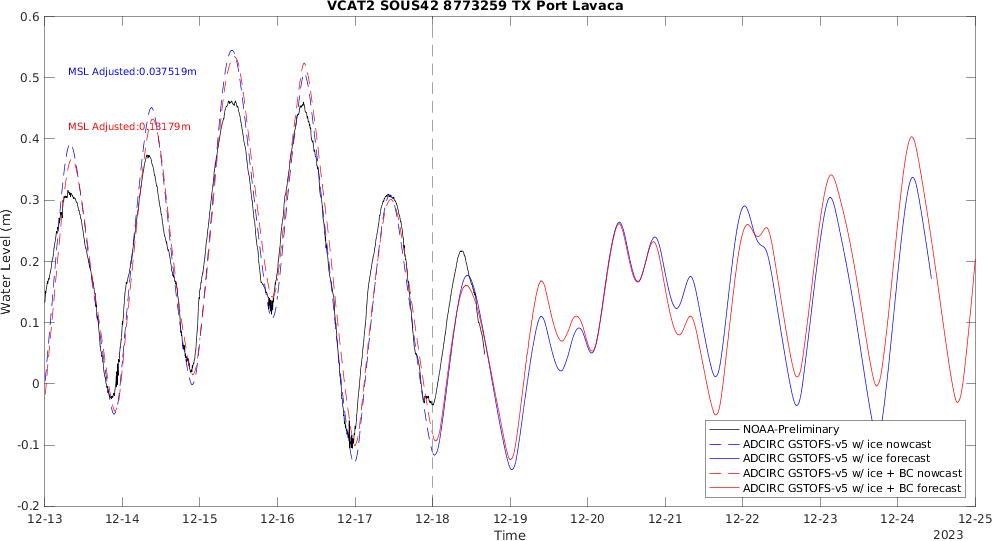 VCAT2 SOUS42 8773259 TX Port Lavaca
0.6
0.5
0.4
0.3
0.2
0.1
0
-0.1
-0.2
Water Level (m)
MSL Adjusted:0.037519m
MSL Adjusted:0.13179m
NOAA-Preliminary
ADCIRC GSTOFS-v5 w/ ice nowcast
ADCIRC GSTOFS-v5 w/ ice forecast
ADCIRC GSTOFS-v5 w/ ice + BC nowcast
ADCIRC GSTOFS-v5 w/ ice + BC forecast
12-13 12-14 12-15 12-16 12-17 12-18 12-19 12-20 12-21 12-22 12-23 12-24 12-25
Time
2023